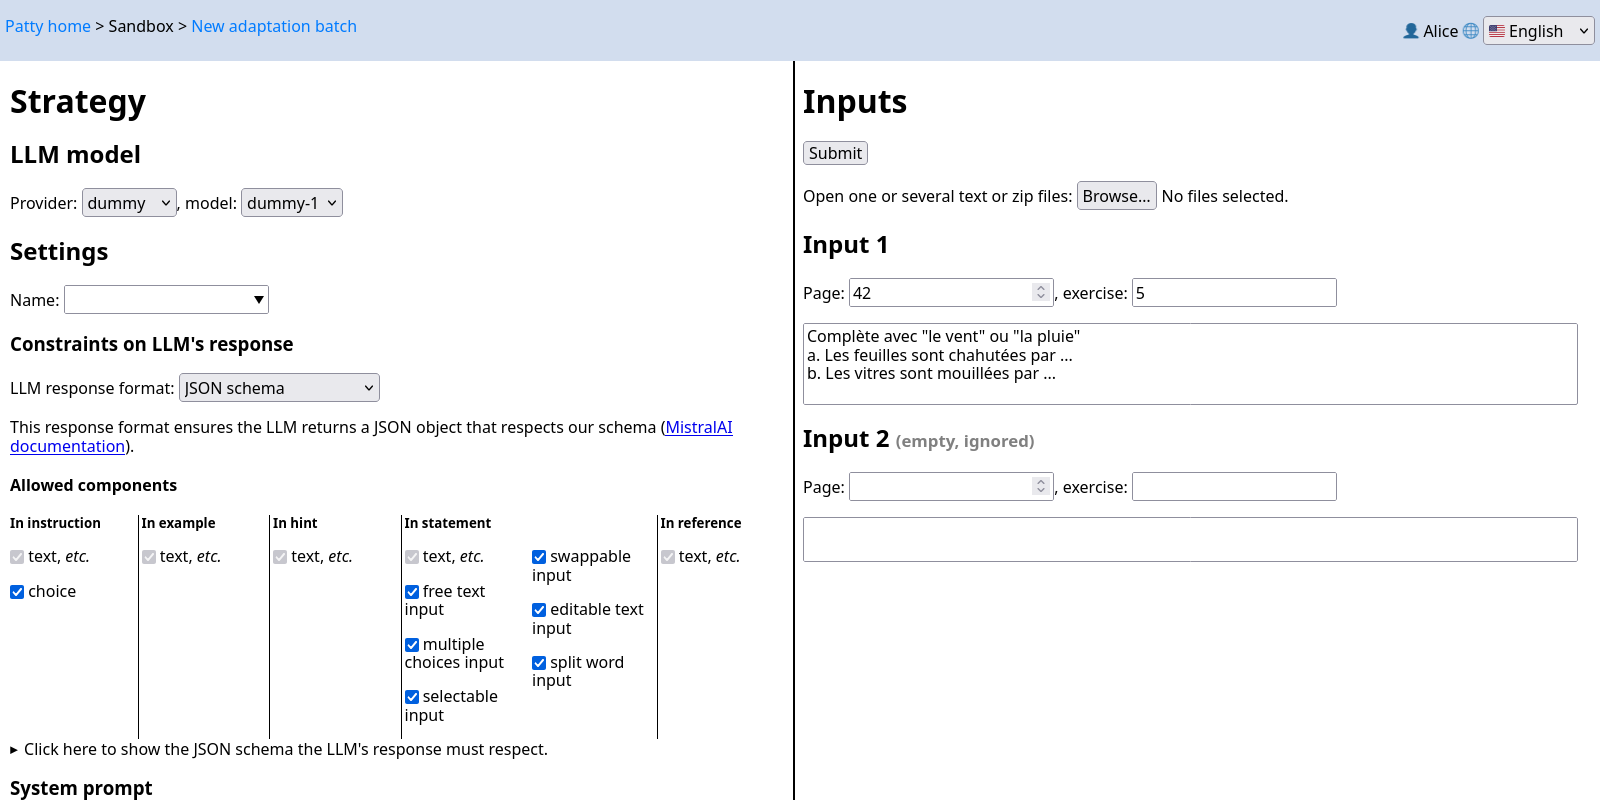 Patty home > Sandbox > New adaptation batch
👤 Alice 🌐 English
Strategy
LLM model
Provider: dummy, model: dummy-1
Settings
Name:
Constraints on LLM's response
LLM response format: JSON schema
This response format ensures the LLM returns a JSON object that respects our schema (MistralAI
documentation).
Allowed components
In instruction
text, etc.
choice
In example
text, etc.
In hint
text, etc.
In statement
text, etc.
free text
input
multiple
choices input
selectable
input
swappable
input
editable text
input
split word
input
In reference
text, etc.
Click here to show the JSON schema the LLM's response must respect.
System prompt
Inputs
Submit
Open one or several text or zip files: Browse... No files selected.
Input 1
Page: 42, exercise: 5
Complète avec "le vent" ou "la pluie"
a. Les feuilles sont chahutées par ...
b. Les vitres sont mouillées par ...
Input 2 (empty, ignored)
Page: , exercise: